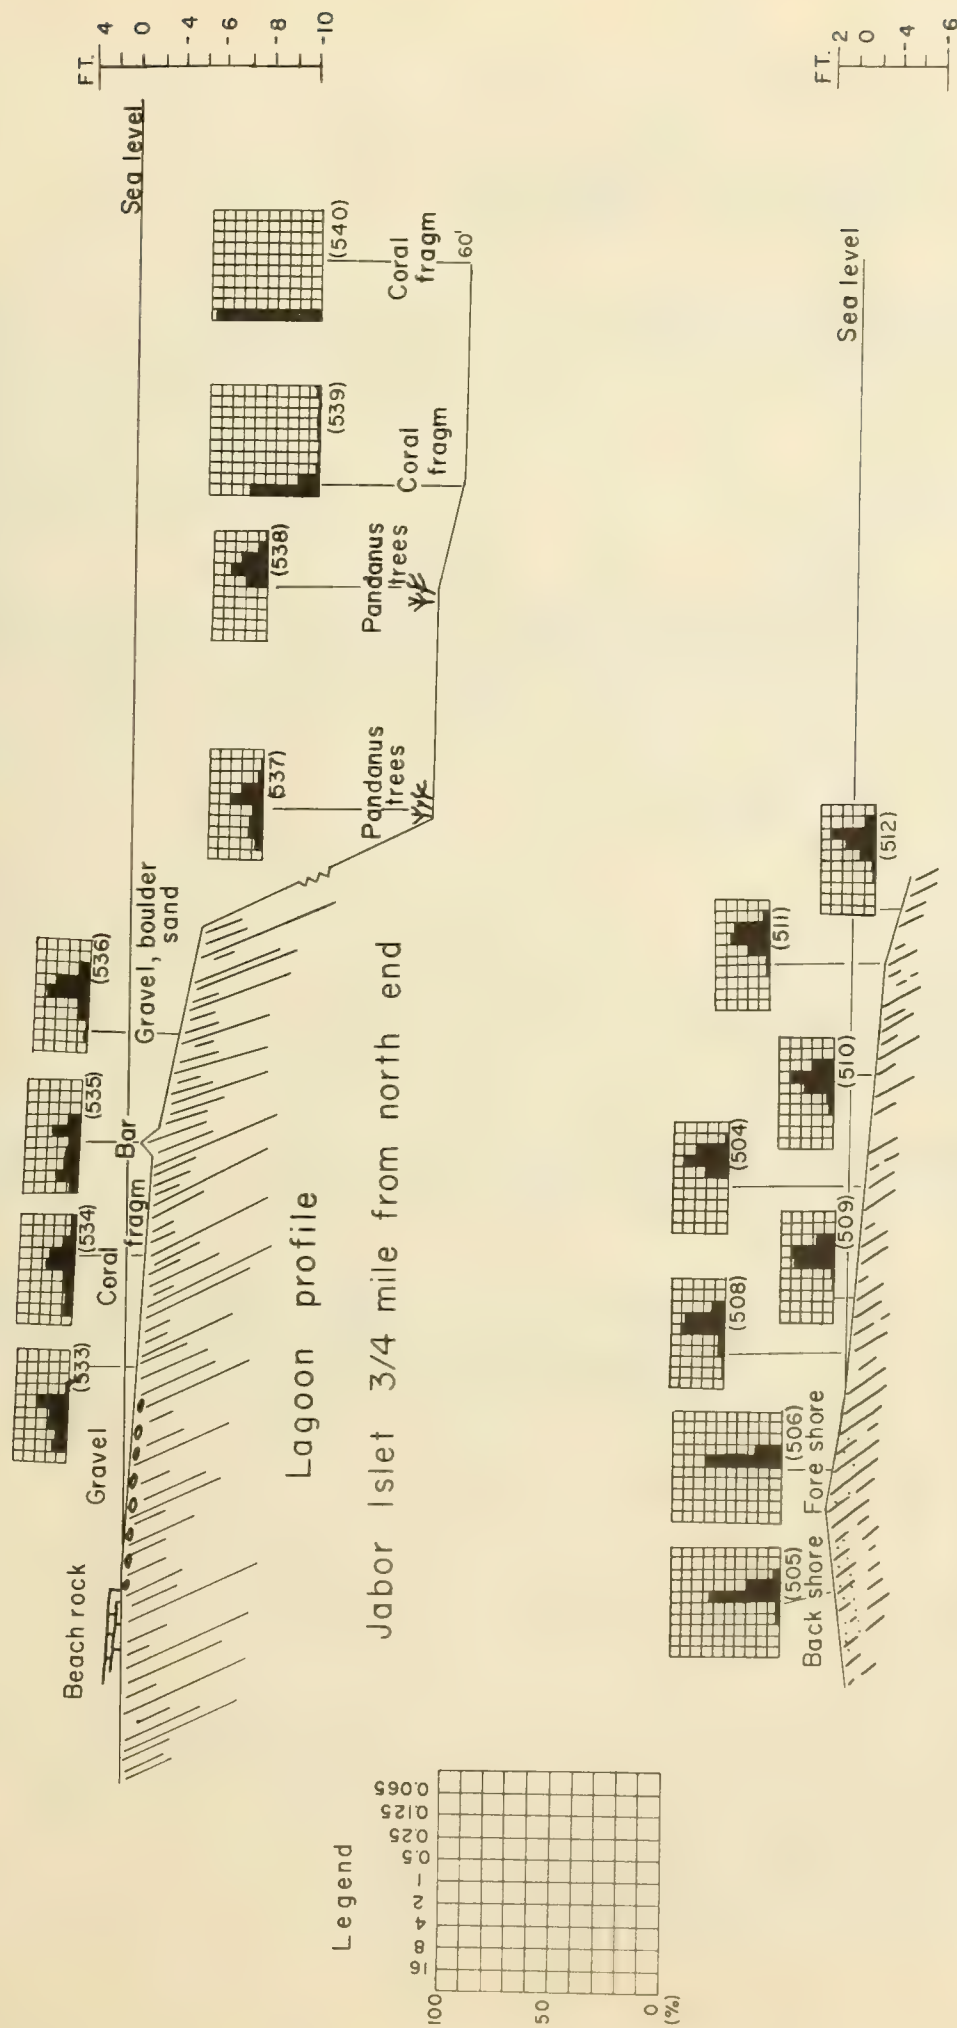 FT.
4
0
-4
-6
-10
Sea level
(533)
(534)
(535)
(536)
Beach rock
Gravel
Coral
fragm
Bar
Gravel, boulder
sand
(537)
(538)
(539)
(540)
Pandanus
trees
Pandanus
trees
Coral
fragm
Coral
fragm
60'
Lagoon profile
Jabor Islet 3/4 mile from north end
Legend
16
8
4
2
1
0.5
0.25
0.125
0.065
100
50
0
(%)
FT.
2
0
-4
-6
Sea level
(505)
(506)
(508)
(509)
(504)
(510)
(511)
(512)
Back shore
Fore shore